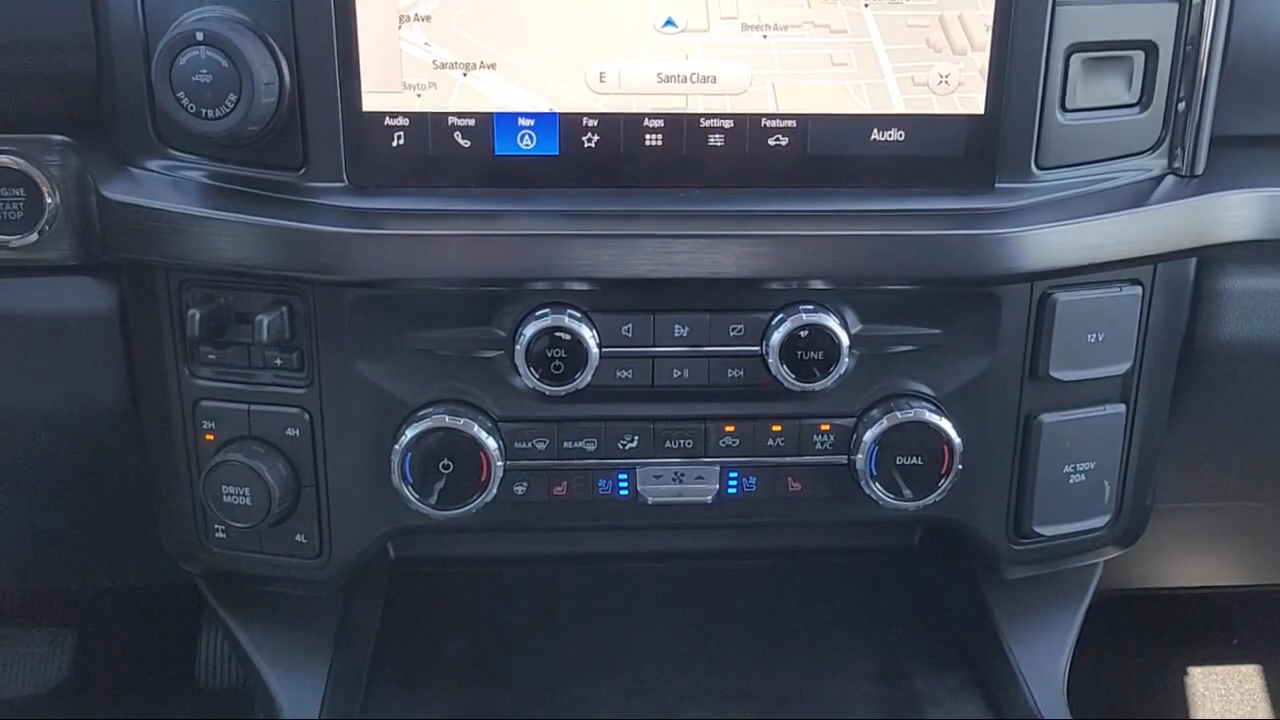 ga Ave
Saratoga Ave
Bayto Pl
Breech Ave
E
Santa Clara
Audio
Phone
Nav
Fav
Apps
Settings
Features
Audio
PRO TRAILER
ENGINE
START
STOP
VOL
TUNE
12 V
-
+
2H
4H
DRIVE
MODE
4L
MAX
REAR
AUTO
A/C
MAX
A/C
DUAL
AC 120V
20A